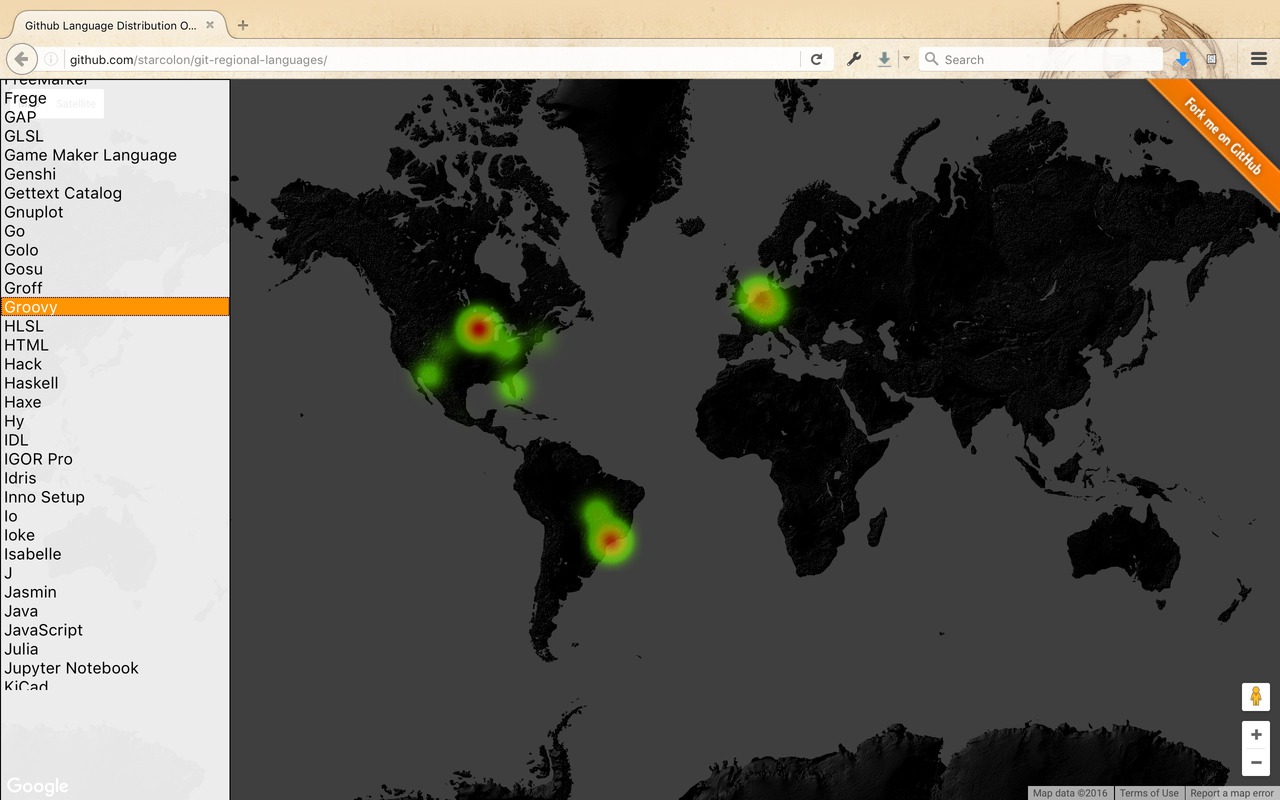 Github Language Distribution O...
github.com/starcolon/git-regional-languages/
Search
FreeMarker
Frege
Satellite
GAP
GLSL
Game Maker Language
Genshi
Gettext Catalog
Gnuplot
Go
Golo
Gosu
Groff
Groovy
HLSL
HTML
Hack
Haskell
Haxe
Hy
IDL
IGOR Pro
Idris
Inno Setup
Io
Ioke
Isabelle
J
Jasmin
Java
JavaScript
Julia
Jupyter Notebook
KiCad
Fork me on GitHub
Google
Map data ©2016
Terms of Use
Report a map error